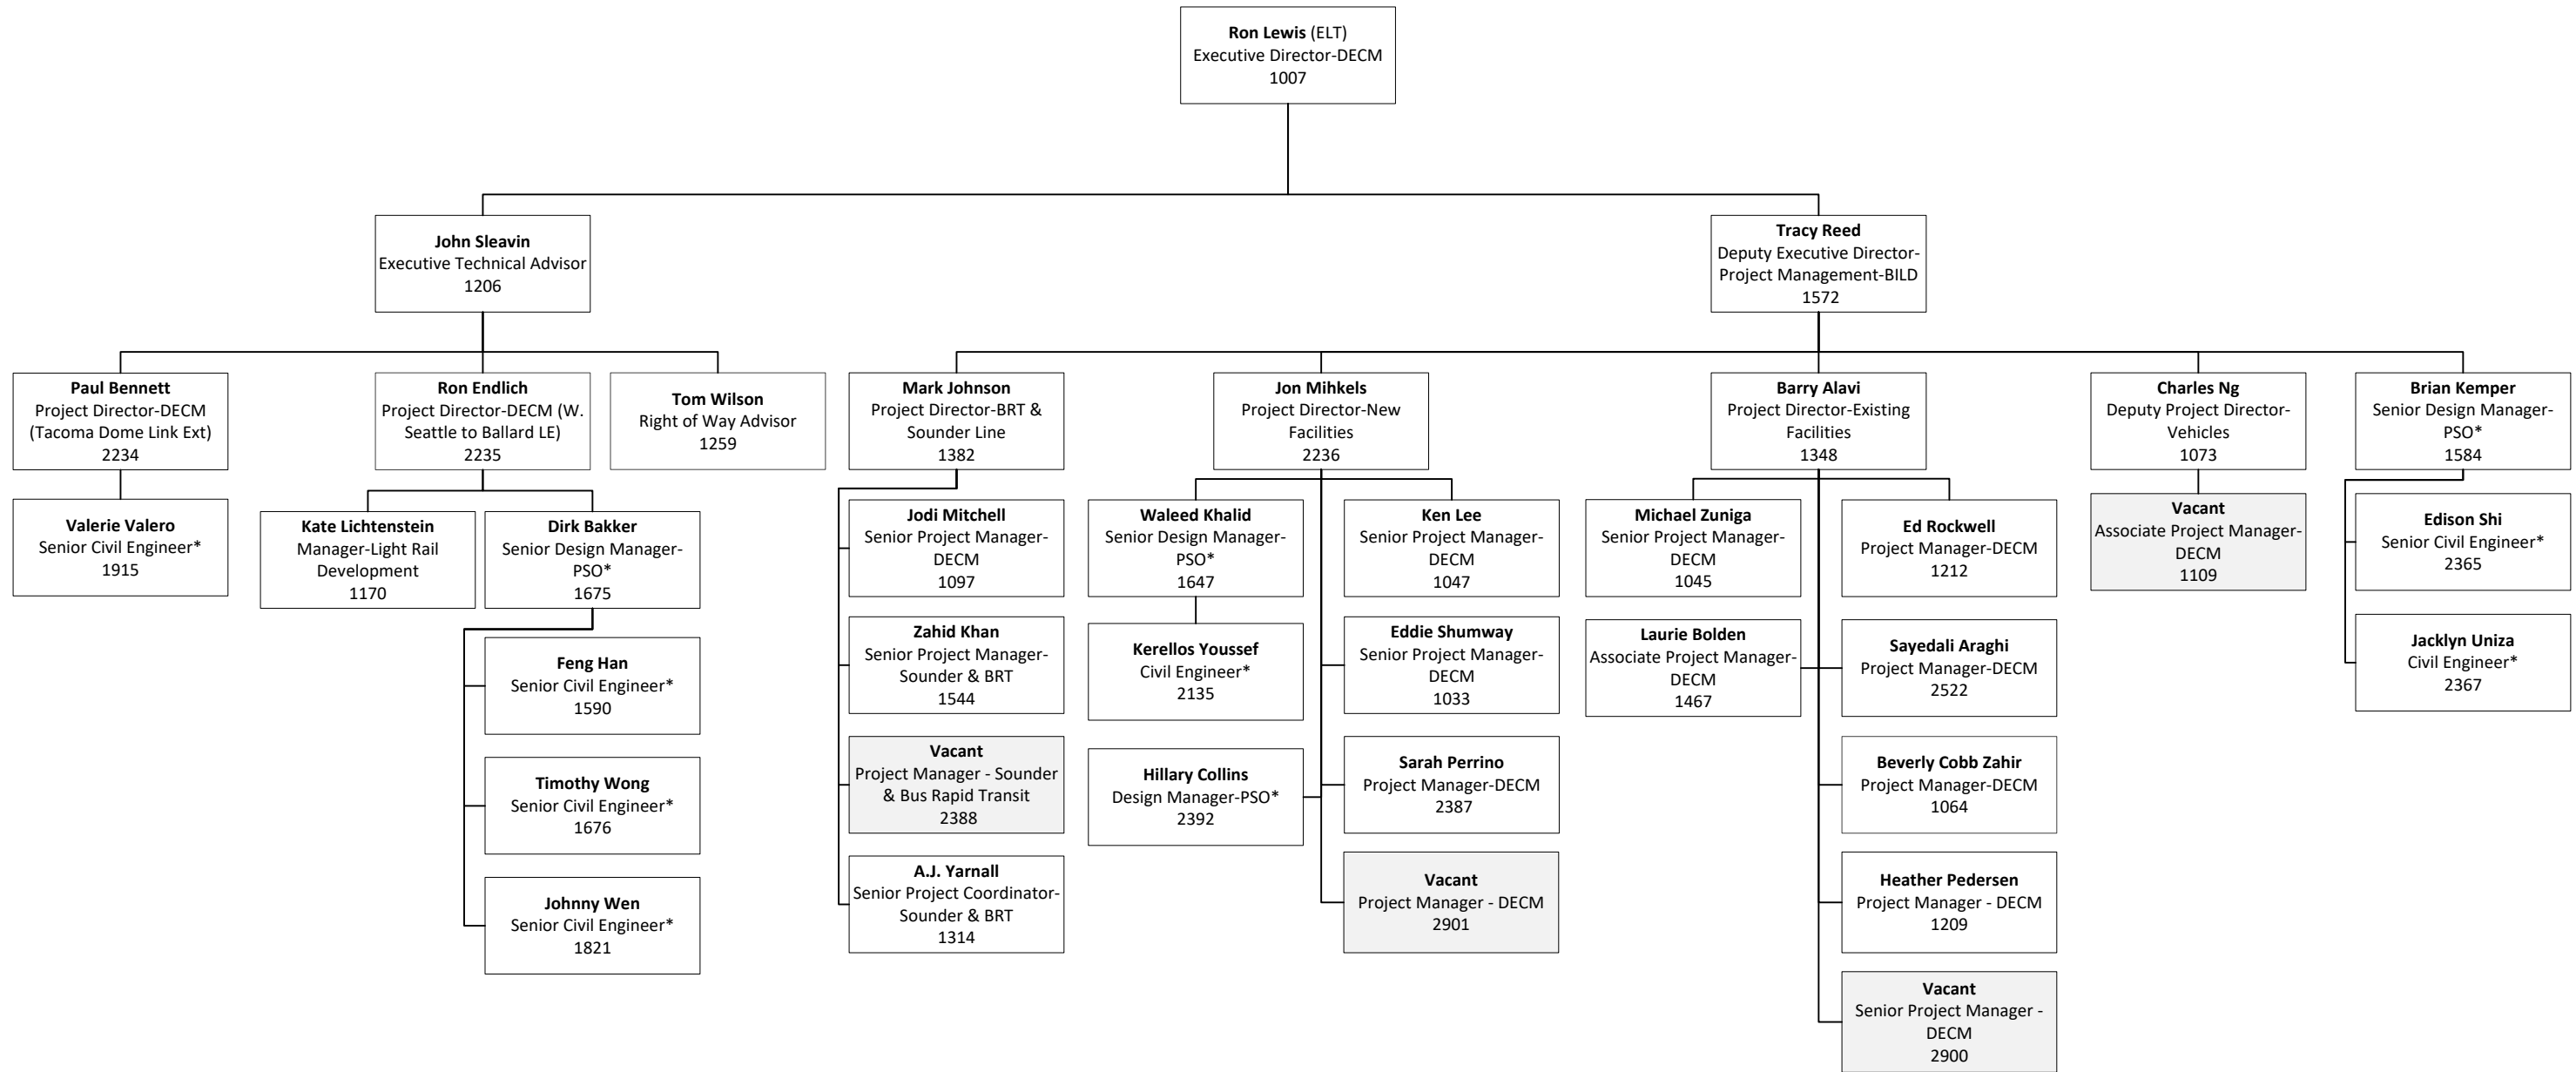 Ron Lewis (ELT)
Executive Director-DECM
1007
John Sleavin
Executive Technical Advisor
1206
Tracy Reed
Deputy Executive Director-
Project Management-BILD
1572
Paul Bennett
Project Director-DECM
(Tacoma Dome Link Ext)
2234
Ron Endlich
Project Director-DECM (W.
Seattle to Ballard LE)
2235
Tom Wilson
Right of Way Advisor
1259
Mark Johnson
Project Director-BRT &
Sounder Line
1382
Jon Mihkels
Project Director-New
Facilities
2236
Barry Alavi
Project Director-Existing
Facilities
1348
Charles Ng
Deputy Project Director-
Vehicles
1073
Brian Kemper
Senior Design Manager-
PSO*
1584
Valerie Valero
Senior Civil Engineer*
1915
Kate Lichtenstein
Manager-Light Rail
Development
1170
Dirk Bakker
Senior Design Manager-
PSO*
1675
Feng Han
Senior Civil Engineer*
1590
Timothy Wong
Senior Civil Engineer*
1676
Johnny Wen
Senior Civil Engineer*
1821
Jodi Mitchell
Senior Project Manager-
DECM
1097
Zahid Khan
Senior Project Manager-
Sounder & BRT
1544
Vacant
Project Manager - Sounder
& Bus Rapid Transit
2388
A.J. Yarnall
Senior Project Coordinator-
Sounder & BRT
1314
Waleed Khalid
Senior Design Manager-
PSO*
1647
Kerellos Youssef
Civil Engineer*
2135
Hillary Collins
Design Manager-PSO*
2392
Ken Lee
Senior Project Manager-
DECM
1047
Eddie Shumway
Senior Project Manager-
DECM
1033
Sarah Perrino
Project Manager-DECM
2387
Vacant
Project Manager - DECM
2901
Michael Zuniga
Senior Project Manager-
DECM
1045
Laurie Bolden
Associate Project Manager-
DECM
1467
Ed Rockwell
Project Manager-DECM
1212
Sayedali Araghi
Project Manager-DECM
2522
Beverly Cobb Zahir
Project Manager-DECM
1064
Heather Pedersen
Project Manager - DECM
1209
Vacant
Senior Project Manager -
DECM
2900
Vacant
Associate Project Manager-
DECM
1109
Edison Shi
Senior Civil Engineer*
2365
Jacklyn Uniza
Civil Engineer*
2367